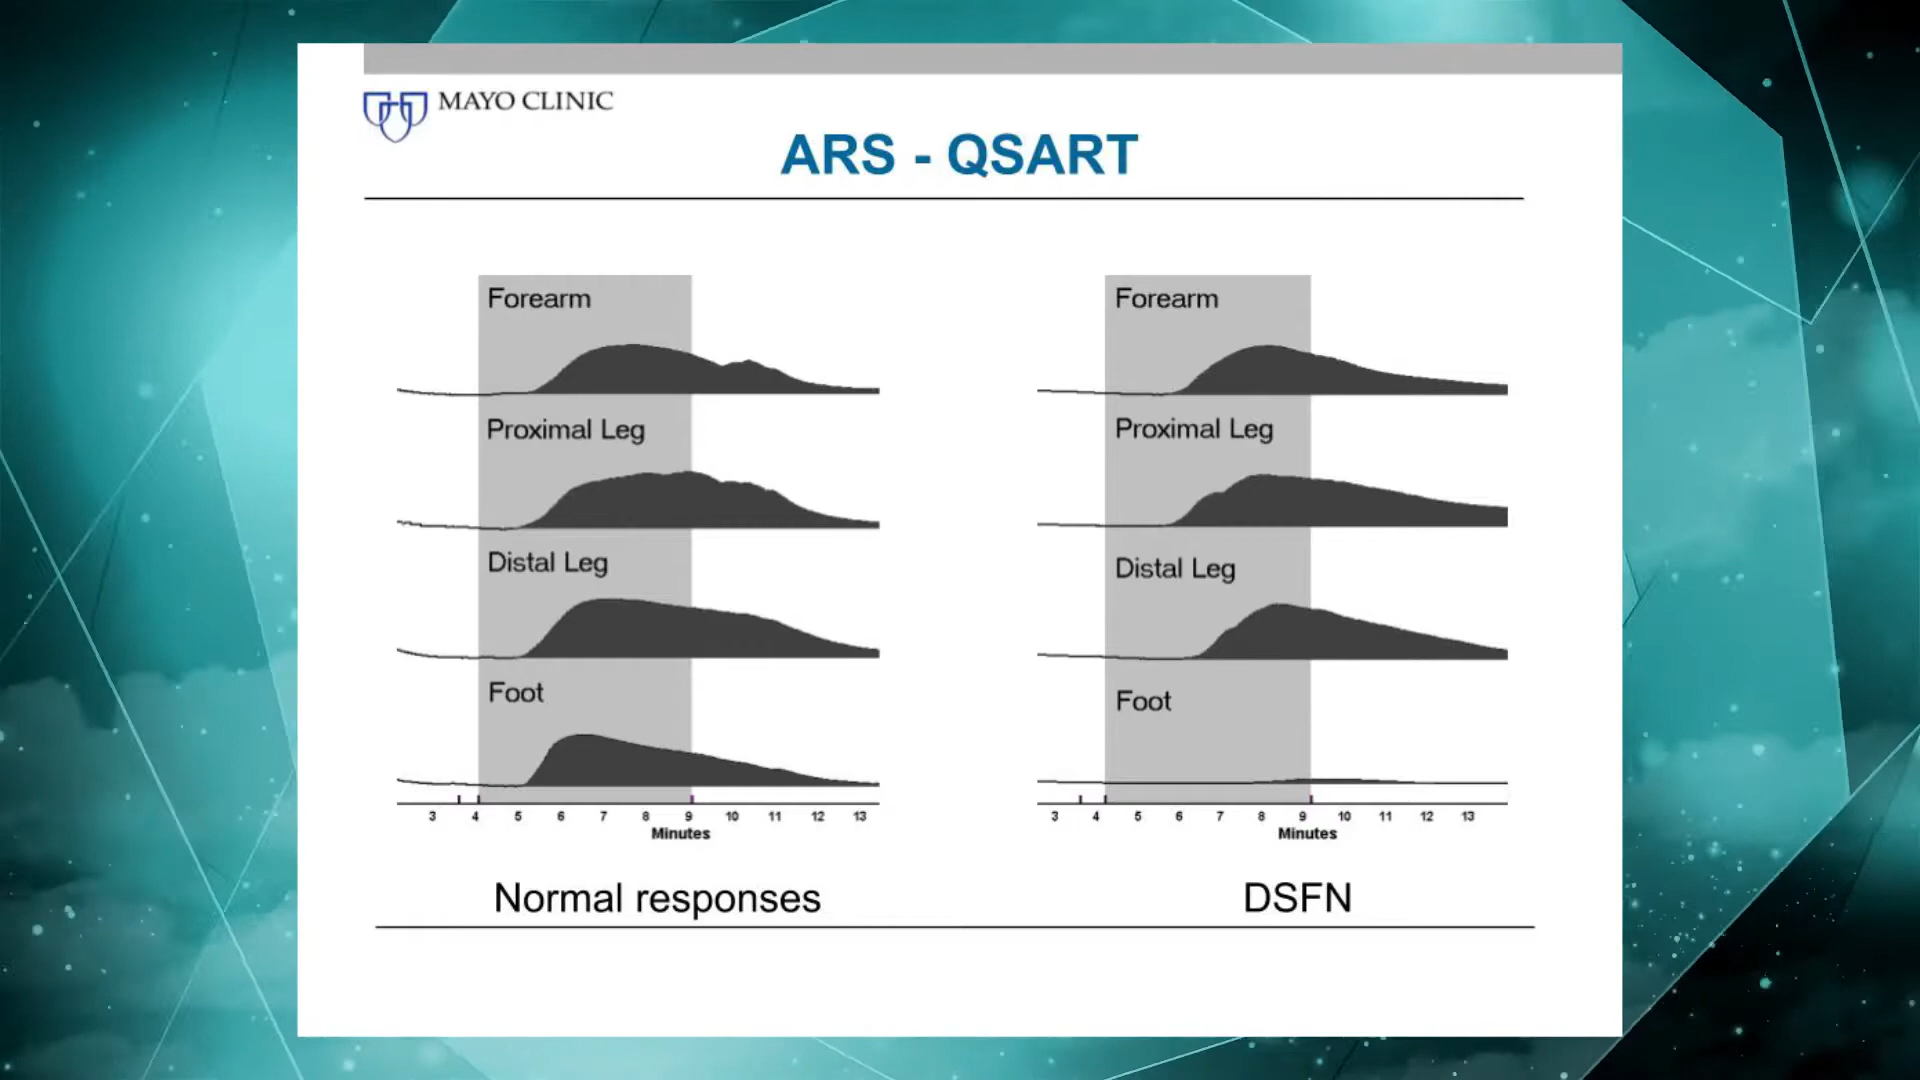 MAYO CLINIC
ARS - QSART
Forearm
Proximal Leg
Distal Leg
Foot
3 4 5 6 7 8 9 10 11 12 13
Minutes
Normal responses
Forearm
Proximal Leg
Distal Leg
Foot
3 4 5 6 7 8 9 10 11 12 13
Minutes
DSFN